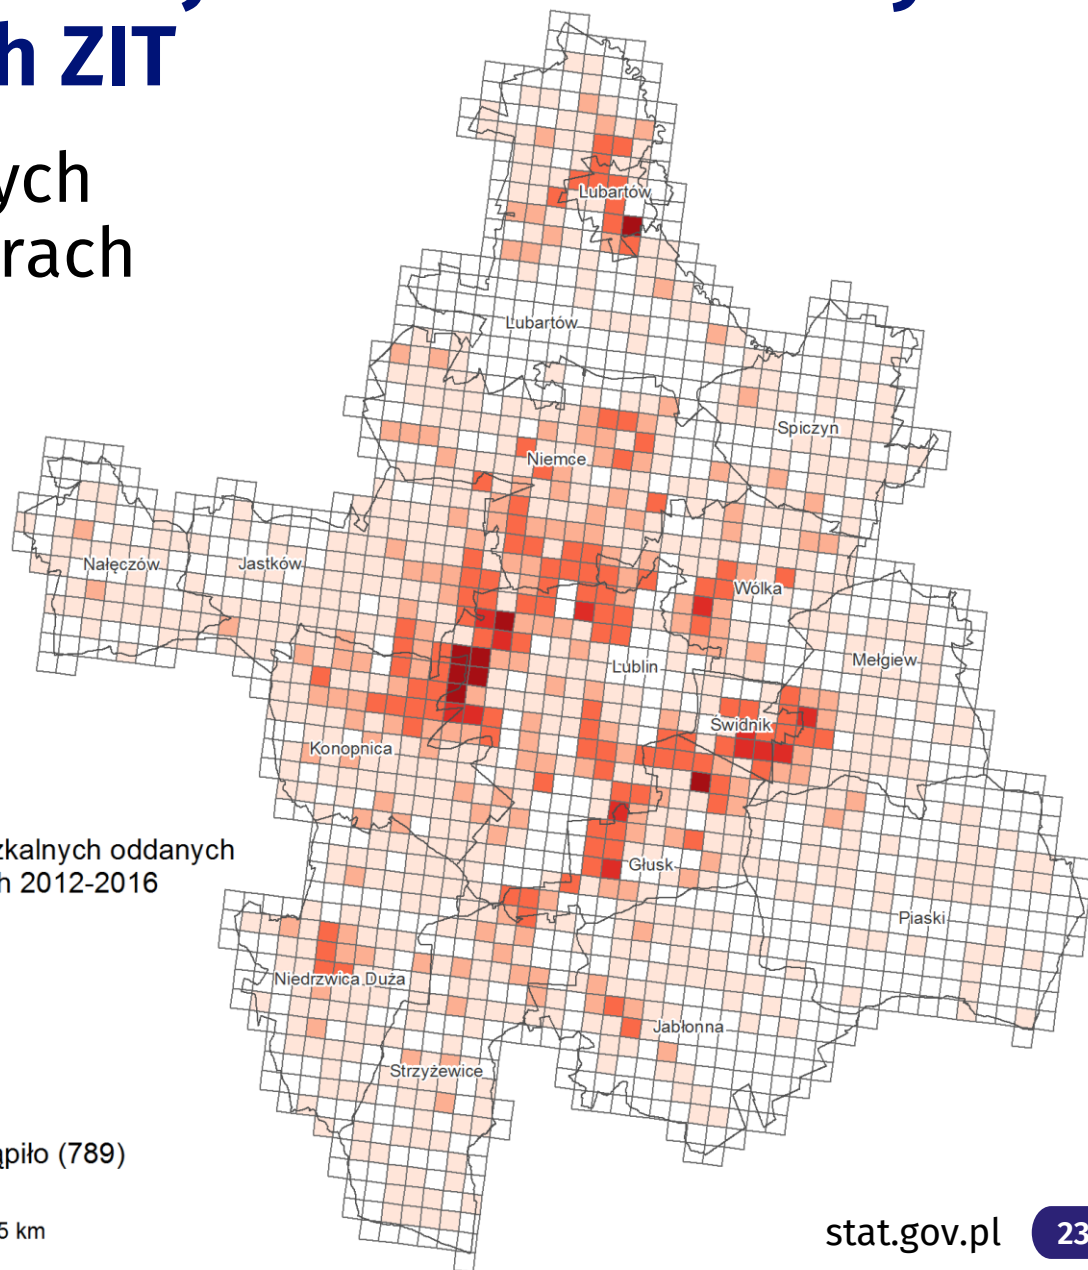 h ZIT
ych
rach
Lubartów
Lubartów
Spiczyn
Niemce
Nałęczów
Jastków
Wólka
Lublin
Mełgiew
Świdnik
Konopnica
zkalnych oddanych
h 2012-2016
Głusk
Piaski
Niedrzwica Duża
Jabłonna
Strzyżewice
ąpiło (789)
5 km
stat.gov.pl 23